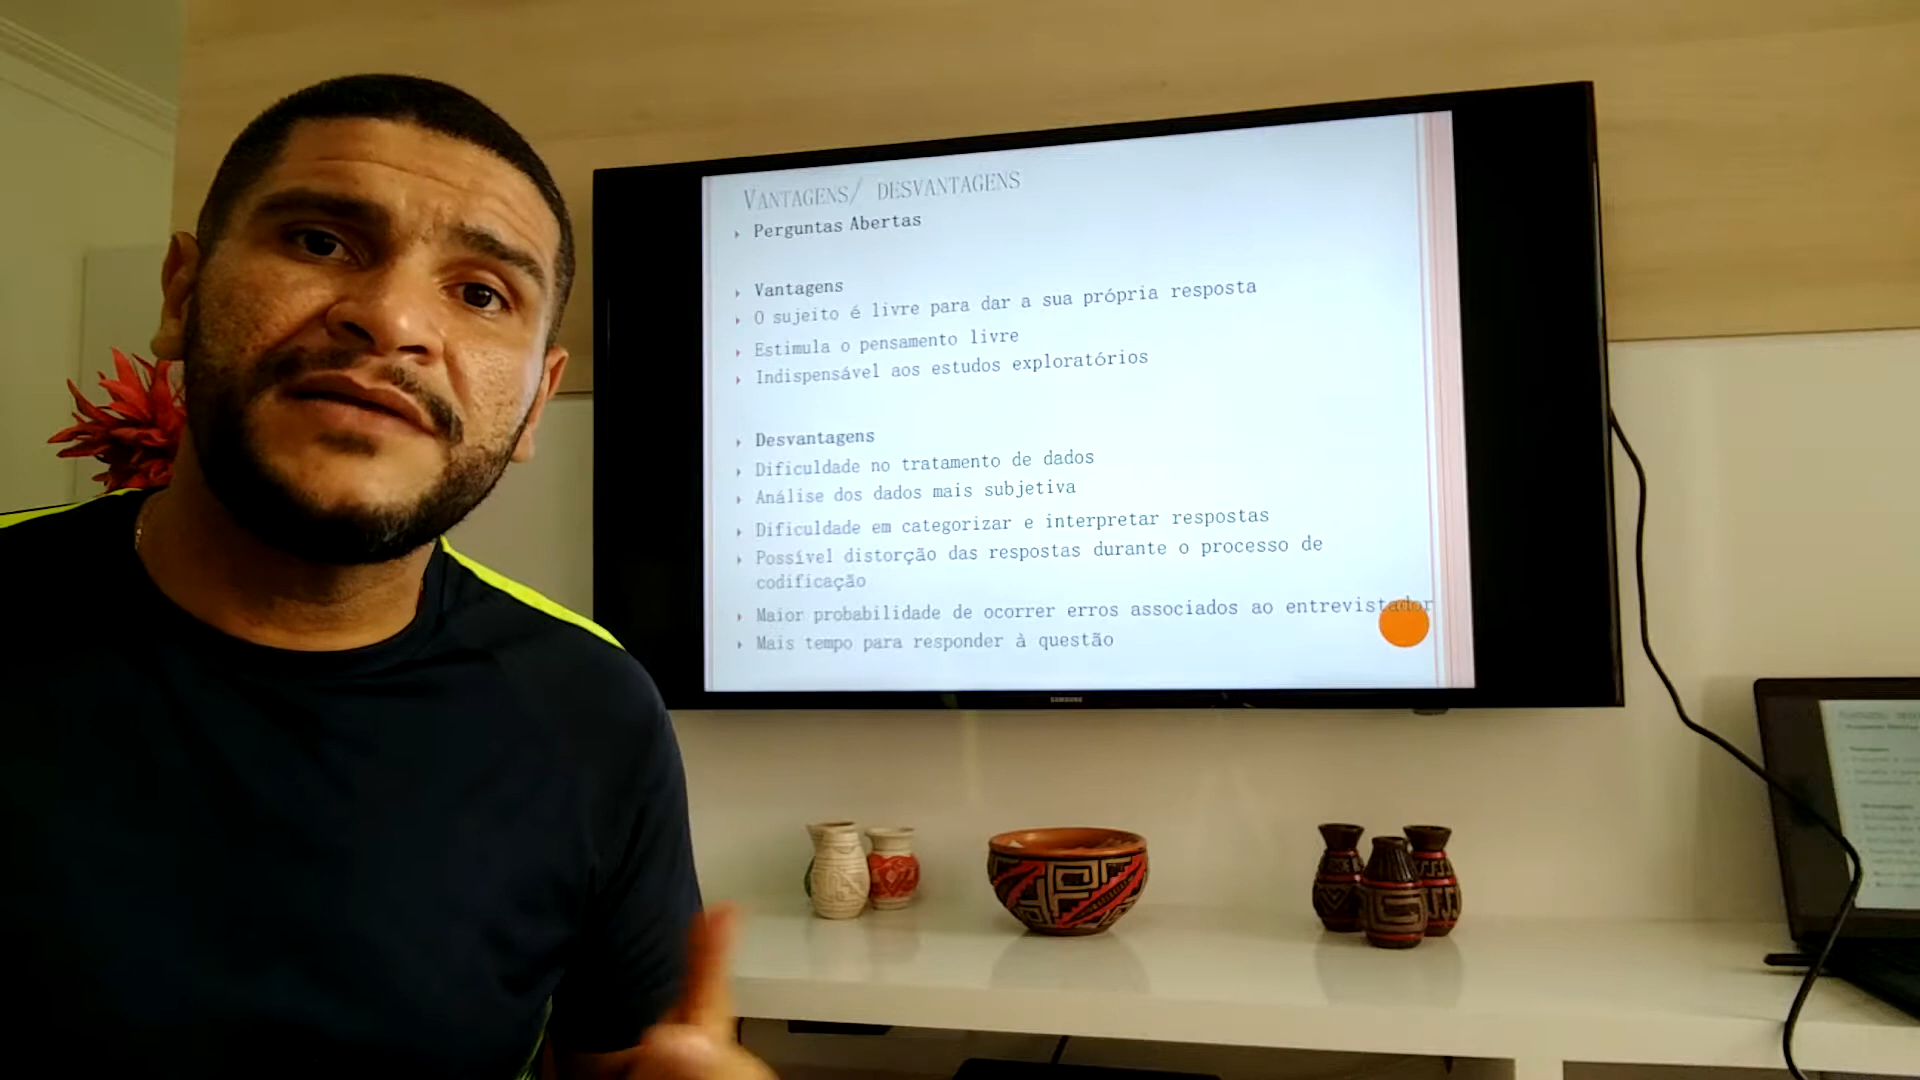 VANTAGENS/ DESVANTAGENS
Perguntas Abertas
Vantagens
O sujeito é livre para dar a sua própria resposta
Estimula o pensamento livre
Indispensável aos estudos exploratórios
Desvantagens
Dificuldade no tratamento de dados
Análise dos dados mais subjetiva
Dificuldade em categorizar e interpretar respostas
Possível distorção das respostas durante o processo de
codificação
Maior probabilidade de ocorrer erros associados ao entrevistador
Mais tempo para responder à questão
SAMSUNG